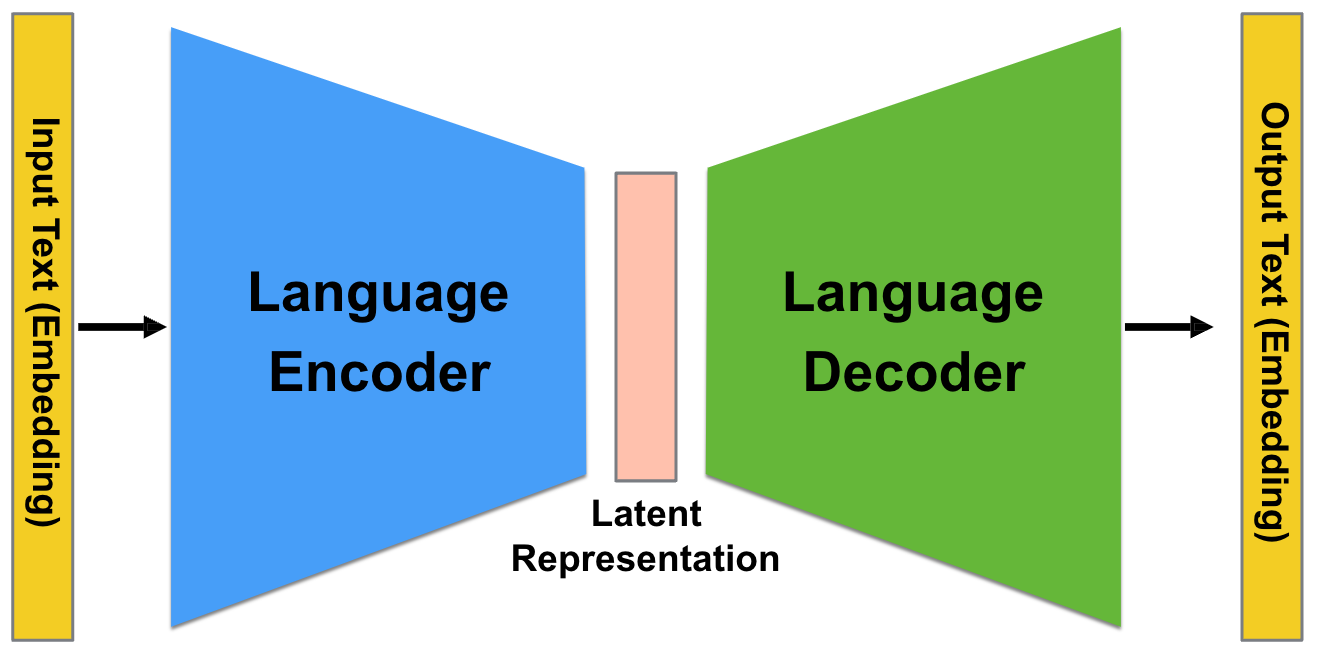 Input Text (Embedding)
Language
Encoder
Latent
Representation
Language
Decoder
Output Text (Embedding)